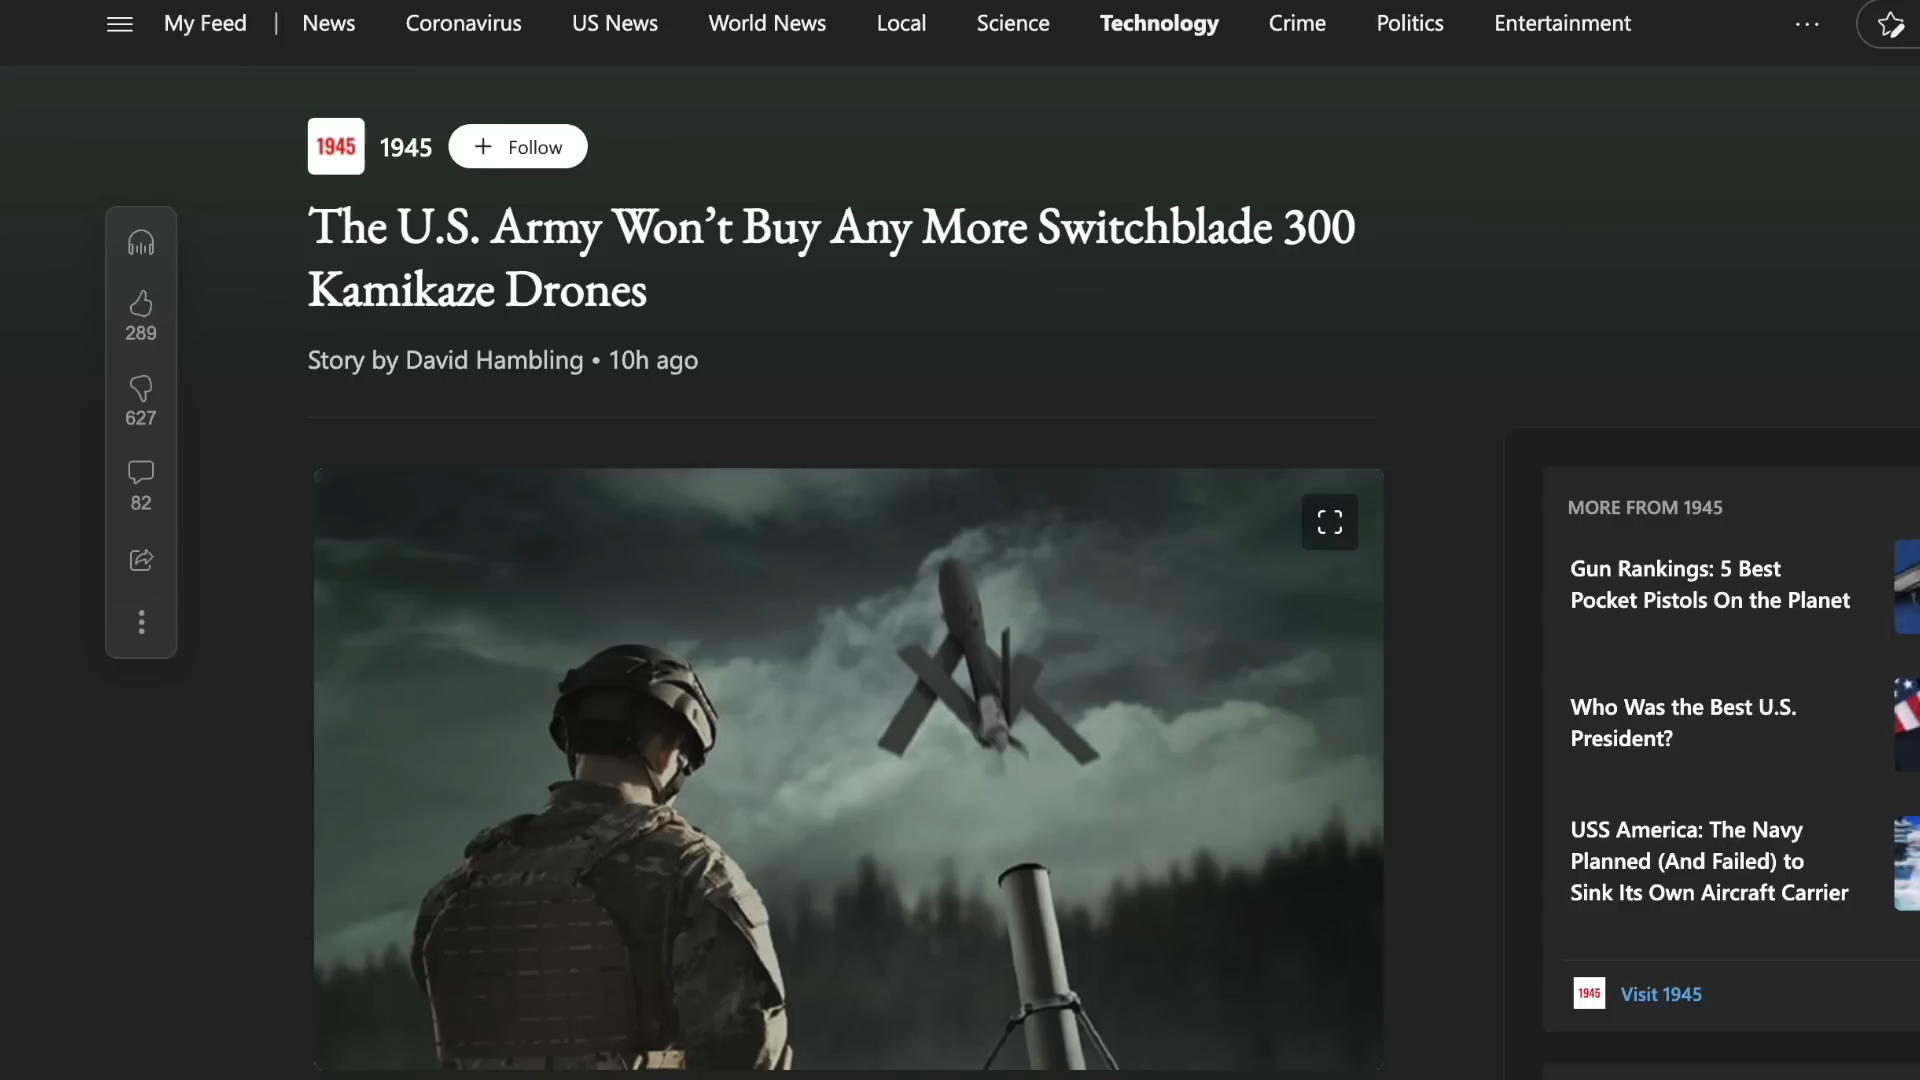 My Feed | News Coronavirus US News World News Local Science Technology Crime Politics Entertainment
1945 1945 + Follow
The U.S. Army Won’t Buy Any More Switchblade 300
Kamikaze Drones
Story by David Hambling • 10h ago
289
627
82
MORE FROM 1945
Gun Rankings: 5 Best
Pocket Pistols On the Planet
Who Was the Best U.S.
President?
USS America: The Navy
Planned (And Failed) to
Sink Its Own Aircraft Carrier
1945 Visit 1945